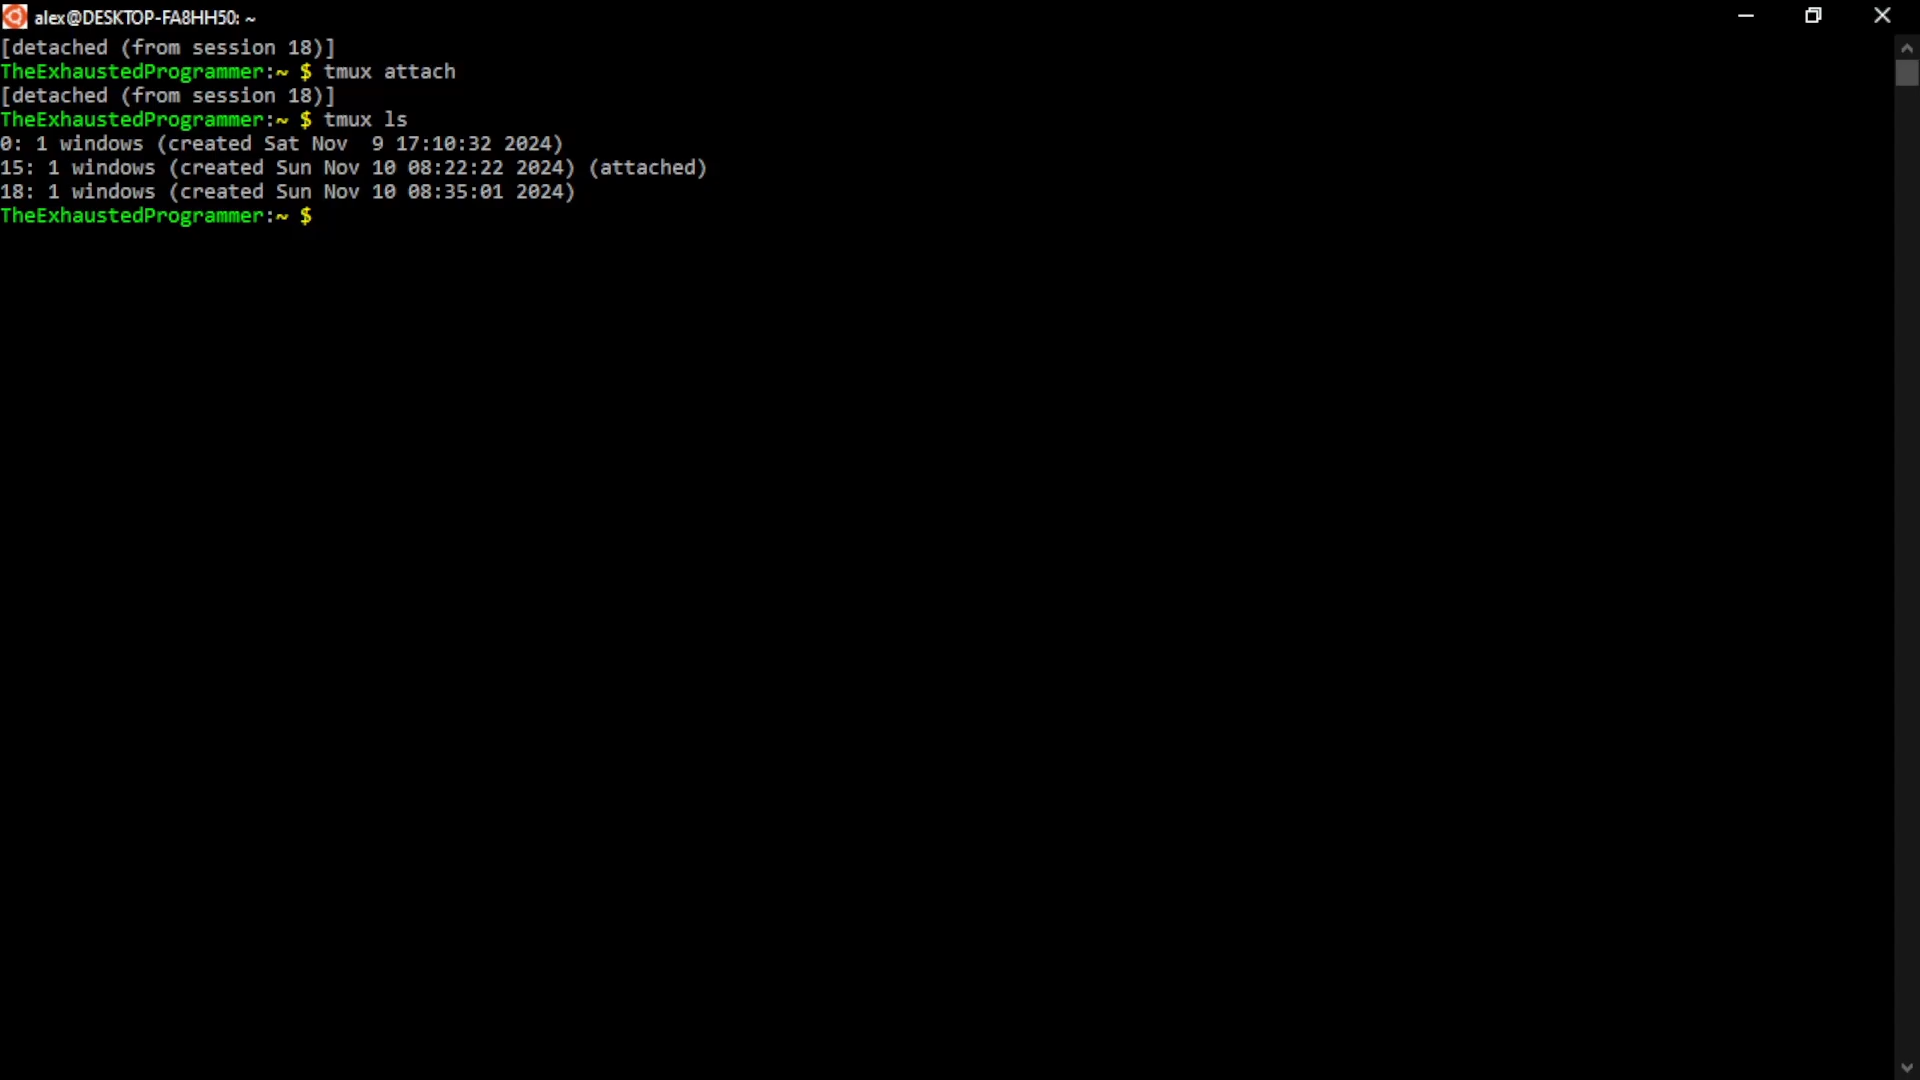 alex@DESKTOP-FA8HH50: ~
[detached (from session 18)]
TheExhaustedProgrammer:~ $ tmux attach
[detached (from session 18)]
TheExhaustedProgrammer:~ $ tmux ls
0: 1 windows (created Sat Nov  9 17:10:32 2024)
15: 1 windows (created Sun Nov 10 08:22:22 2024) (attached)
18: 1 windows (created Sun Nov 10 08:35:01 2024)
TheExhaustedProgrammer:~ $